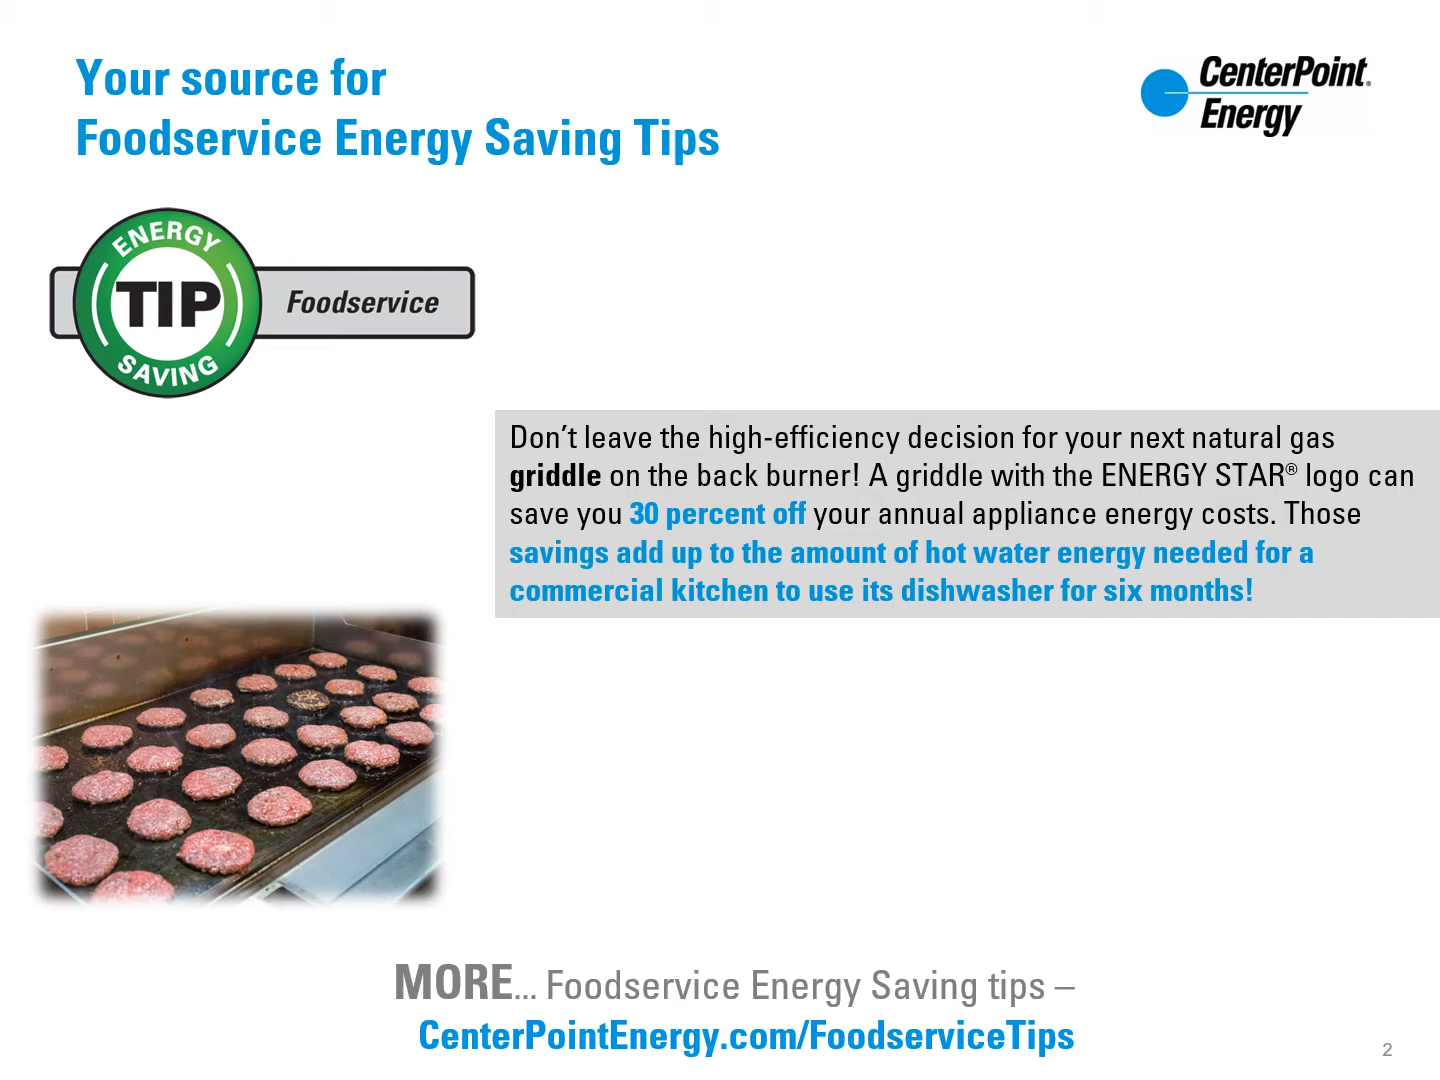 Your source for
Foodservice Energy Saving Tips
CenterPoint.
Energy
ENERGY
TIP
SAVING
Foodservice
Don’t leave the high-efficiency decision for your next natural gas
griddle on the back burner! A griddle with the ENERGY STAR® logo can
save you 30 percent off your annual appliance energy costs. Those
savings add up to the amount of hot water energy needed for a
commercial kitchen to use its dishwasher for six months!
MORE... Foodservice Energy Saving tips –
CenterPointEnergy.com/FoodserviceTips
2